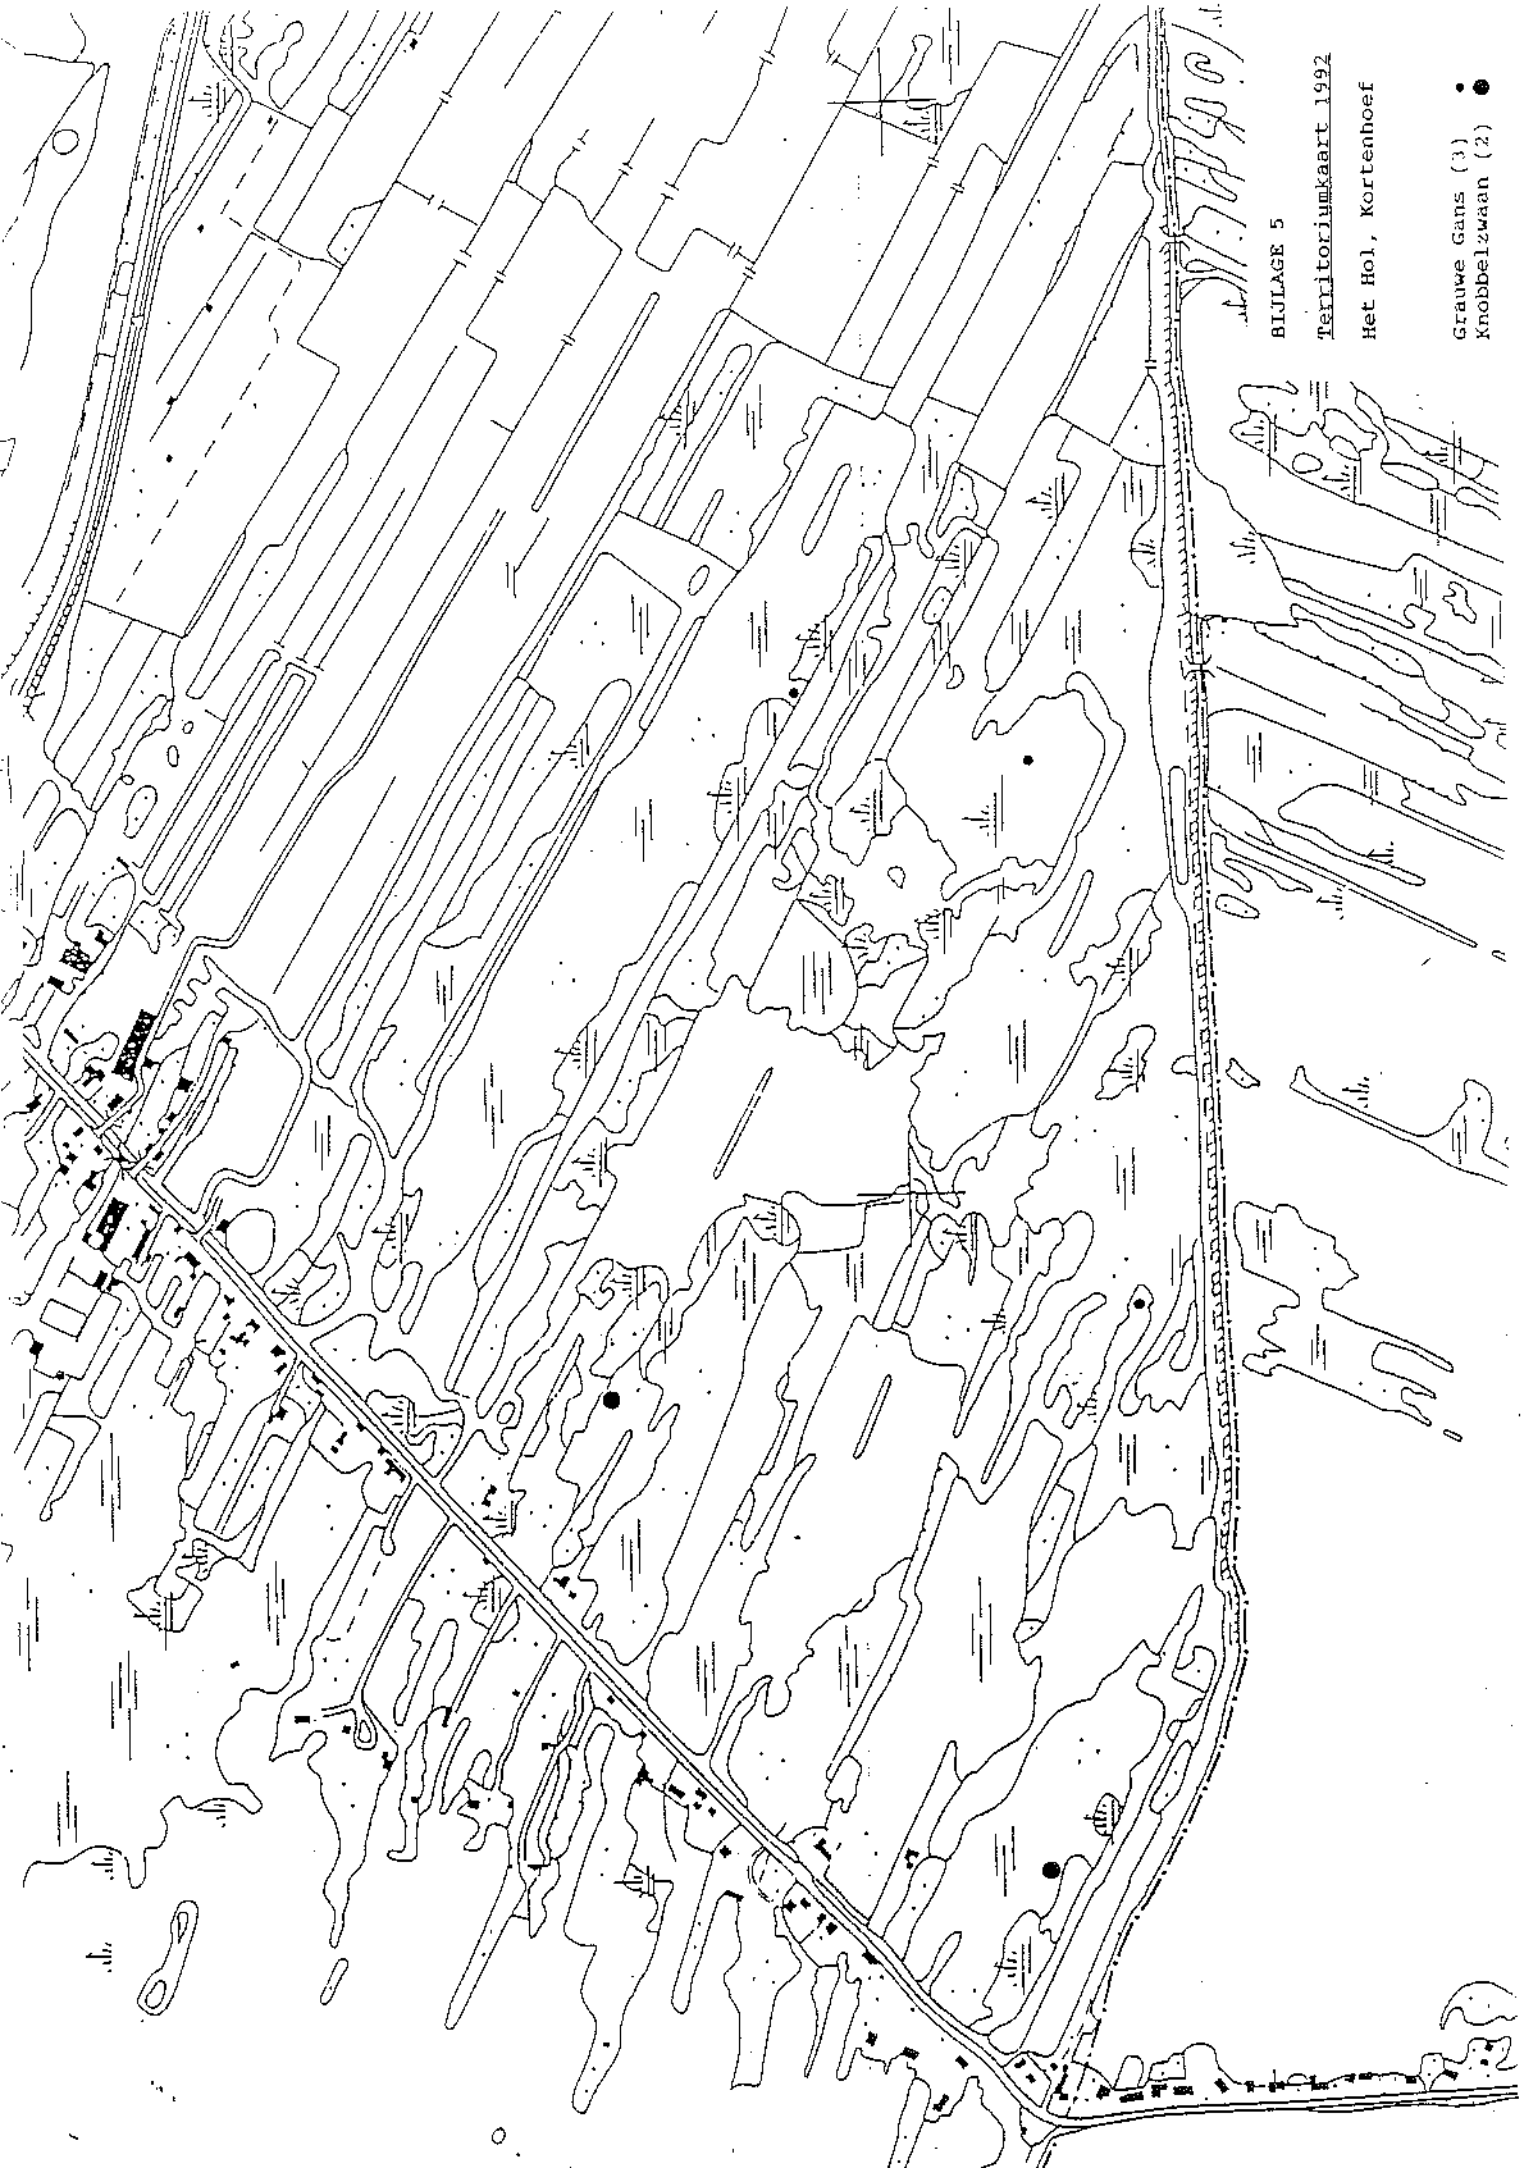 BIJLAGE 5
Territoriumkaart 1992
Het Hol, Kortenhoef
Grauwe Gans (3)
Knobbelzwaan (2)